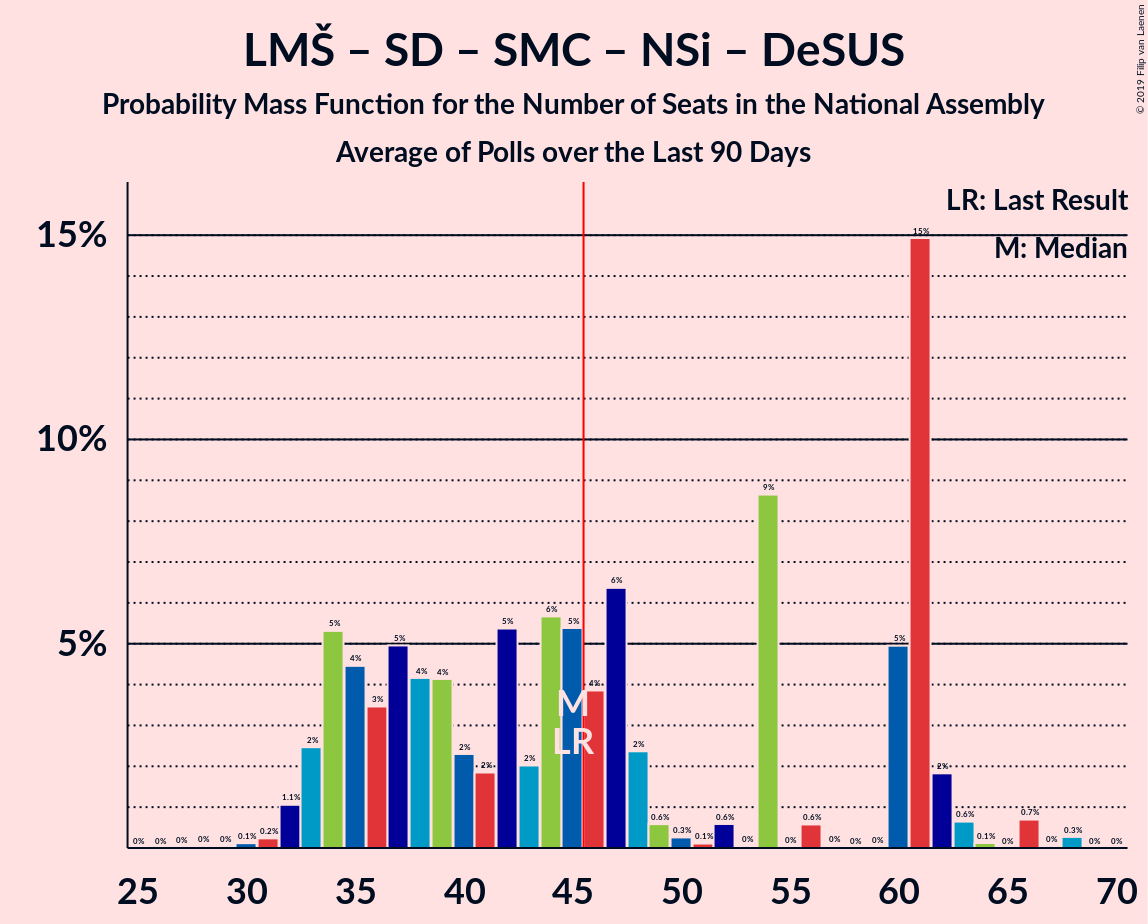 LMŠ – SD – SMC – NSi – DeSUS
Probability Mass Function for the Number of Seats in the National Assembly
Average of Polls over the Last 90 Days
© 2019 Filip van Laenen
LR: Last Result
M: Median
15%
10%
5%
0% 0% 0% 0% 0% 0.1% 0.2% 1.1% 2% 5% 4% 3% 5% 4% 4% 2% 2% 5% 2% 6% 5% 4% 6% 2% 0.6% 0.3% 0.1% 0.6% 0% 9% 0% 0.6% 0% 0% 0% 5% 15% 2% 0.6% 0.1% 0% 0.7% 0% 0.3% 0% 0%
M
LR
25 30 35 40 45 50 55 60 65 70